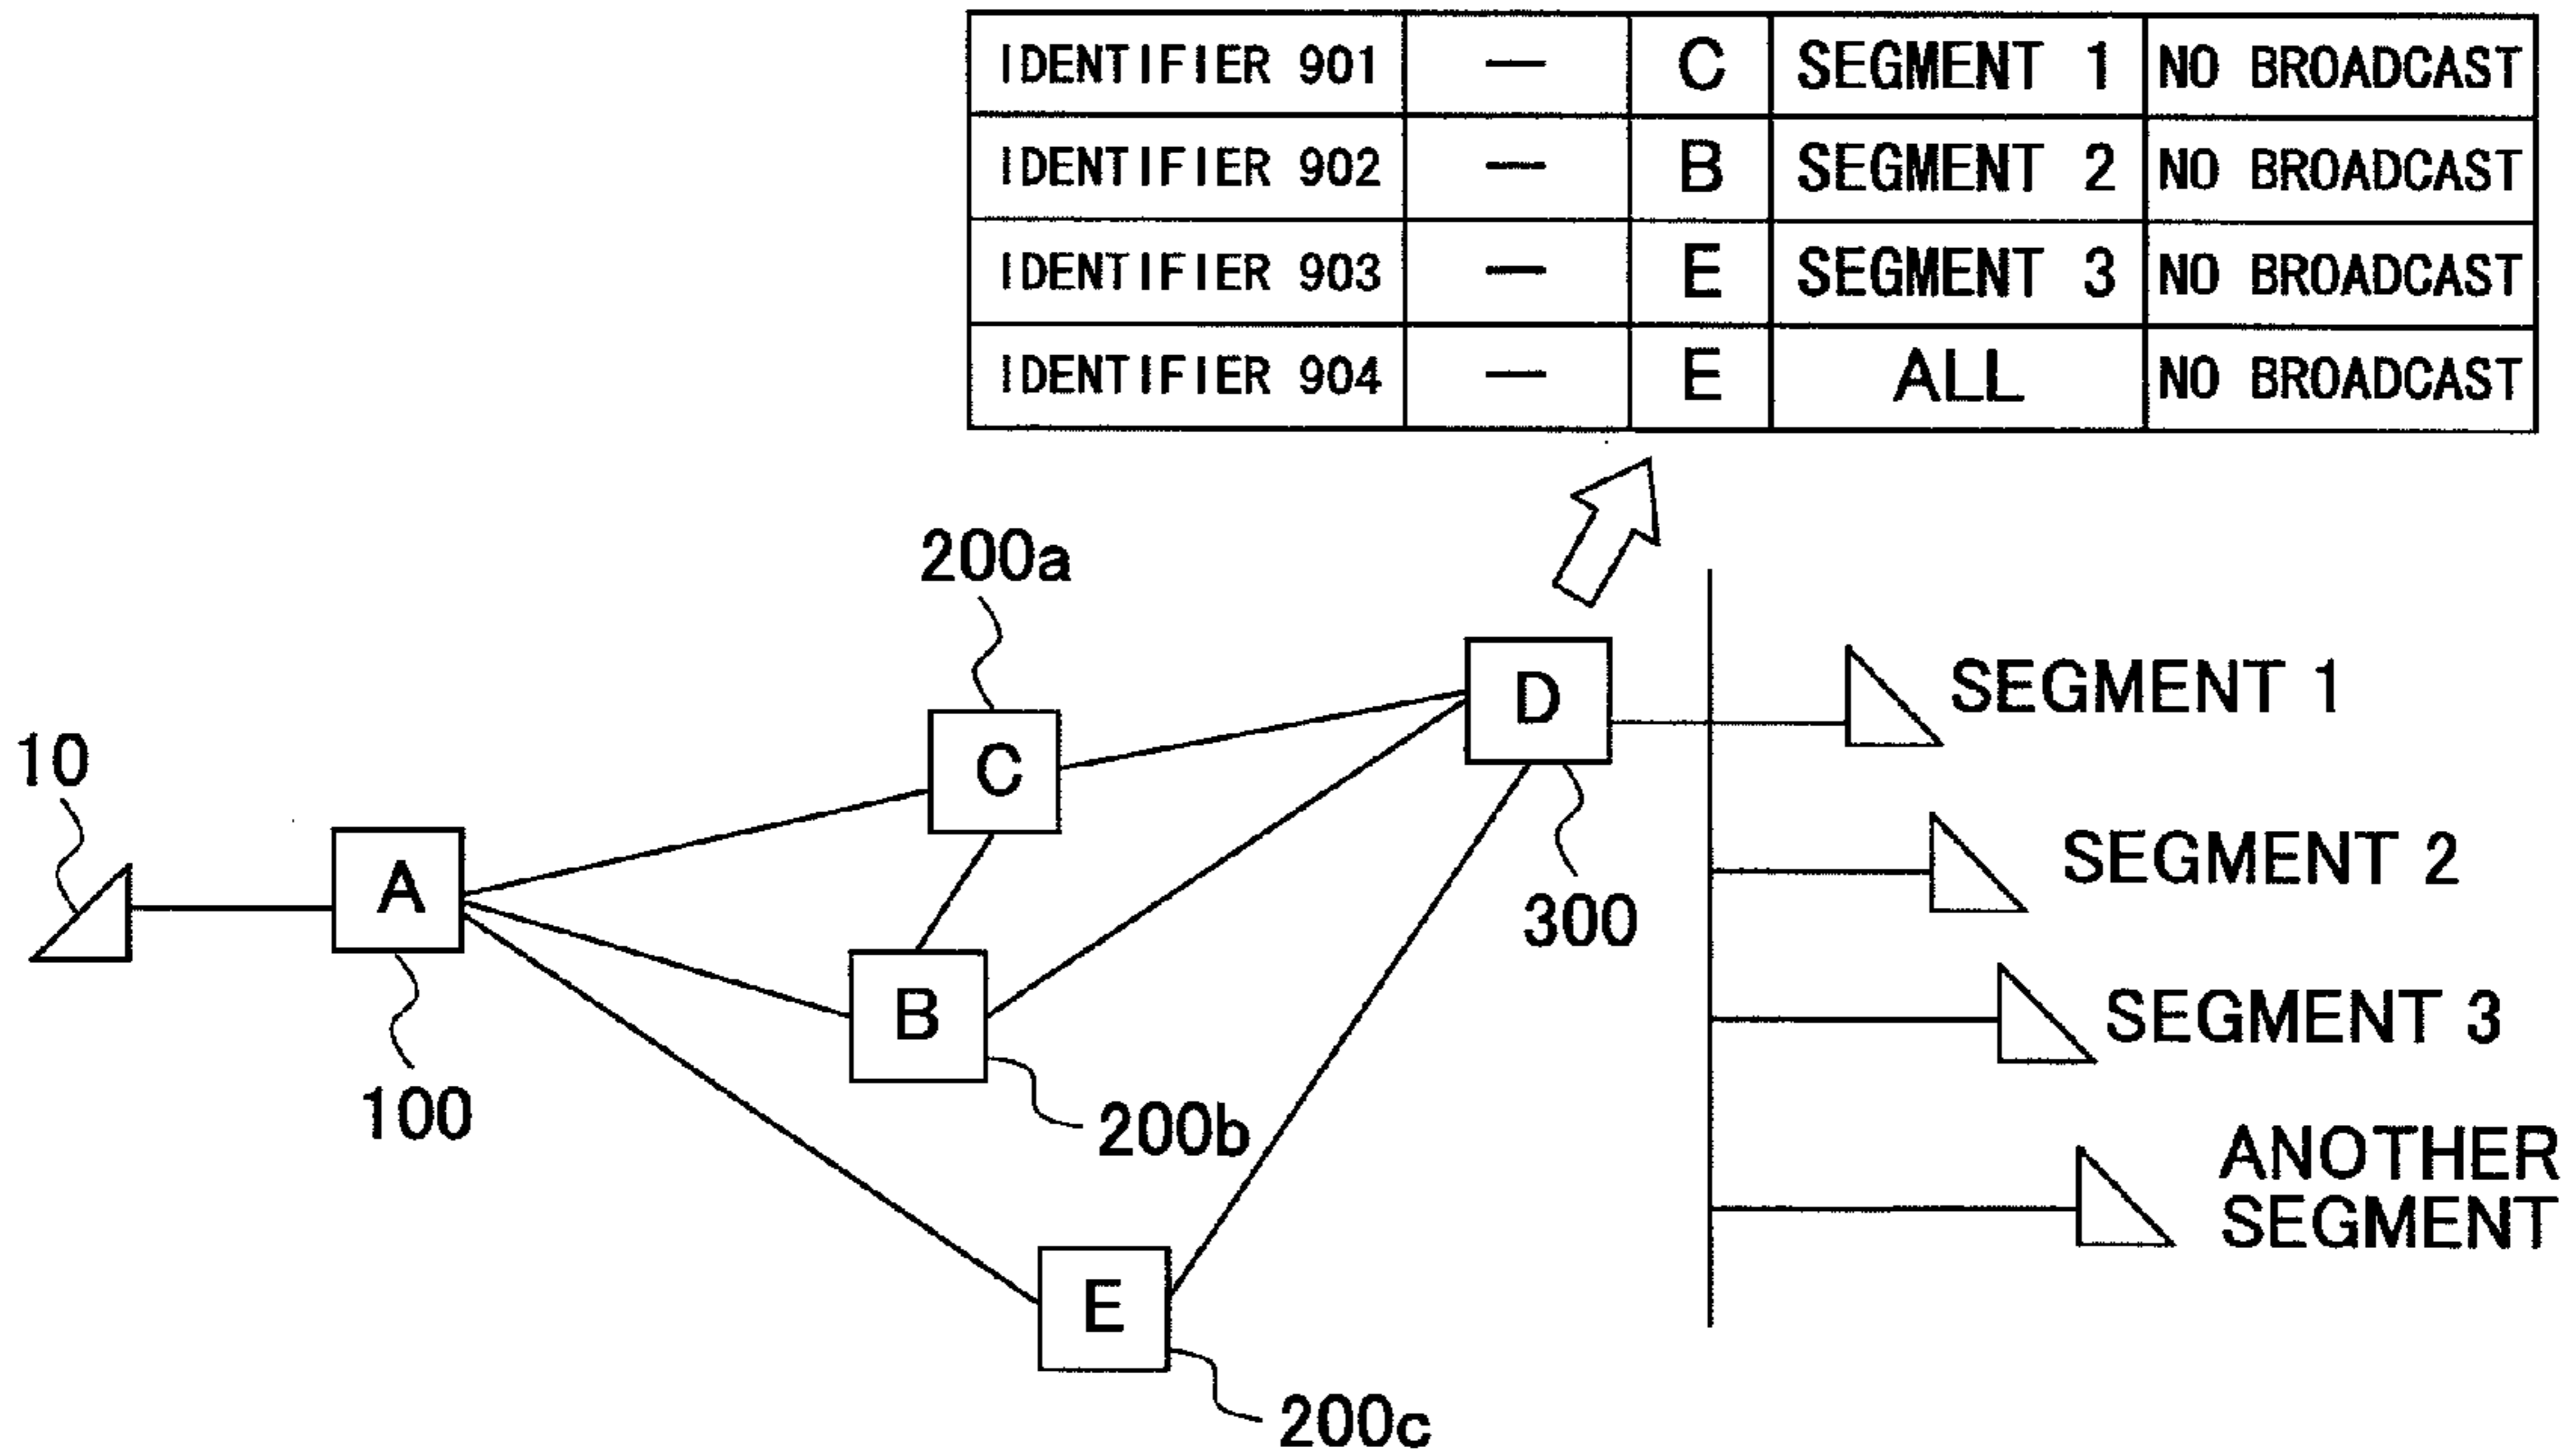 IDENTIFIER 901 — C SEGMENT 1 NO BROADCAST
IDENTIFIER 902 — B SEGMENT 2 NO BROADCAST
IDENTIFIER 903 — E SEGMENT 3 NO BROADCAST
IDENTIFIER 904 — E ALL NO BROADCAST
200a
D
SEGMENT 1
C
10
A
SEGMENT 2
300
B
SEGMENT 3
100
200b
ANOTHER
SEGMENT
E
200c